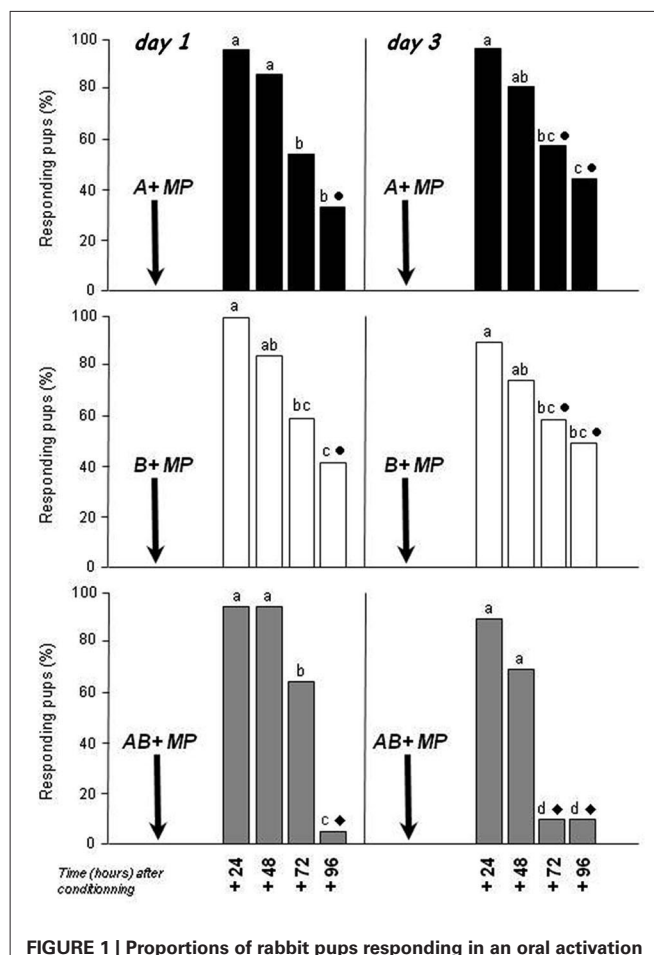 day 1
day 3
Responding pups (%)
100
80
60
40
20
0
A+ MP
a
a
b
b ●
A+ MP
a
ab
bc ●
c ●
Responding pups (%)
80
60
40
20
0
B+ MP
a
ab
bc
c ●
B+ MP
a
ab
bc ●
bc ●
Responding pups (%)
80
60
40
20
0
AB+ MP
a
a
b
c ◆
AB+ MP
a
a
d ◆
d ◆
Time (hours) after
conditionning
+ 24
+ 48
+ 72
+ 96
+ 24
+ 48
+ 72
+ 96
FIGURE 1 | Proportions of rabbit pups responding in an oral activation